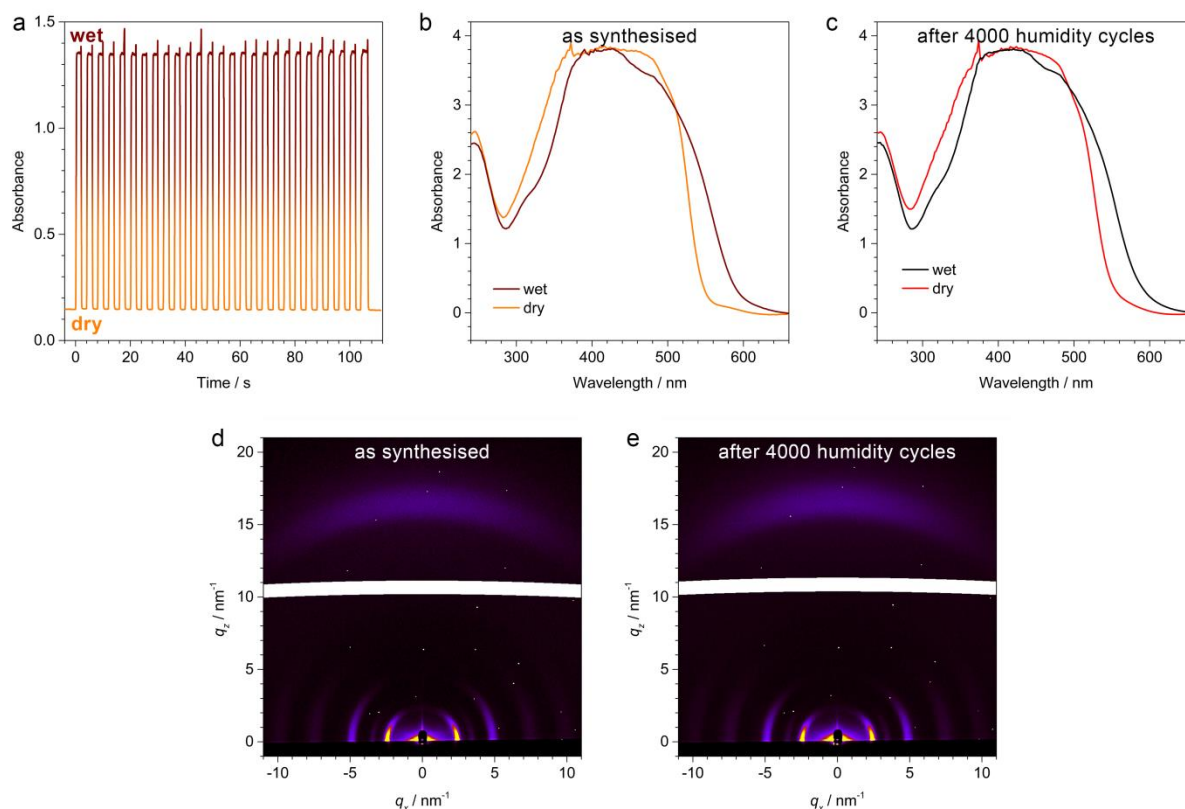 a
wet
dry
1.5
1.0
0.5
0.0
Absorbance
0 20 40 60 80 100
Time / s
b
as synthesised
4
3
2
1
0
Absorbance
wet
dry
300 400 500 600
Wavelength / nm
c
after 4000 humidity cycles
4
3
2
1
0
Absorbance
wet
dry
300 400 500 600
Wavelength / nm
d
as synthesised
20
15
10
5
0
q_z / nm⁻¹
-10 -5 0 5 10
q_x / nm⁻¹
e
after 4000 humidity cycles
20
15
10
5
0
q_z / nm⁻¹
-10 -5 0 5 10
q_x / nm⁻¹